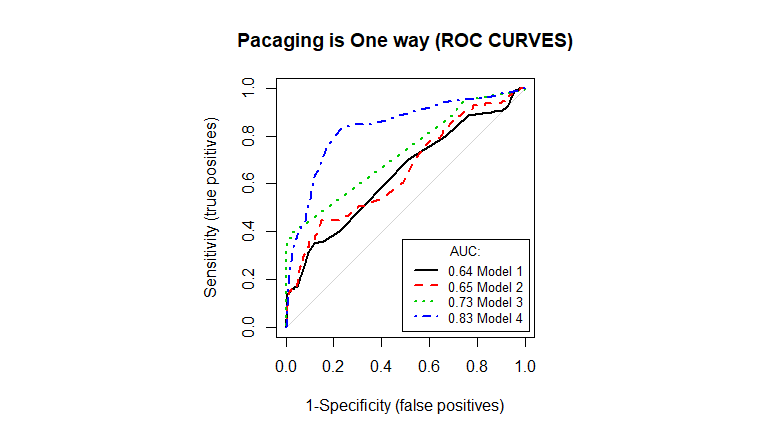 Pacaging is One way (ROC CURVES)
1.0
0.8
0.6
0.4
0.2
0.0
Sensitivity (true positives)
AUC:
0.64 Model 1
0.65 Model 2
0.73 Model 3
0.83 Model 4
0.0 0.2 0.4 0.6 0.8 1.0
1-Specificity (false positives)